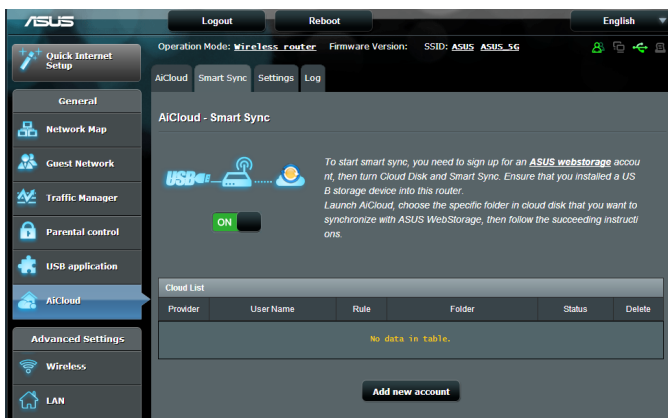 ASUS
Logout
Reboot
English
Quick Internet
Setup
Operation Mode: Wireless router Firmware Version: SSID: ASUS ASUS_5G
AiCloud Smart Sync Settings Log
General
Network Map
Guest Network
Traffic Manager
Parental control
USB application
AiCloud
Advanced Settings
Wireless
LAN
AiCloud - Smart Sync
USB
ON
To start smart sync, you need to sign up for an ASUS webstorage accou
nt, then turn Cloud Disk and Smart Sync. Ensure that you installed a US
B storage device into this router.
Launch AiCloud, choose the specific folder in cloud disk that you want to
synchronize with ASUS WebStorage, then follow the succeeding instructi
ons.
Cloud List
Provider User Name Rule Folder Status Delete
No data in table.
Add new account